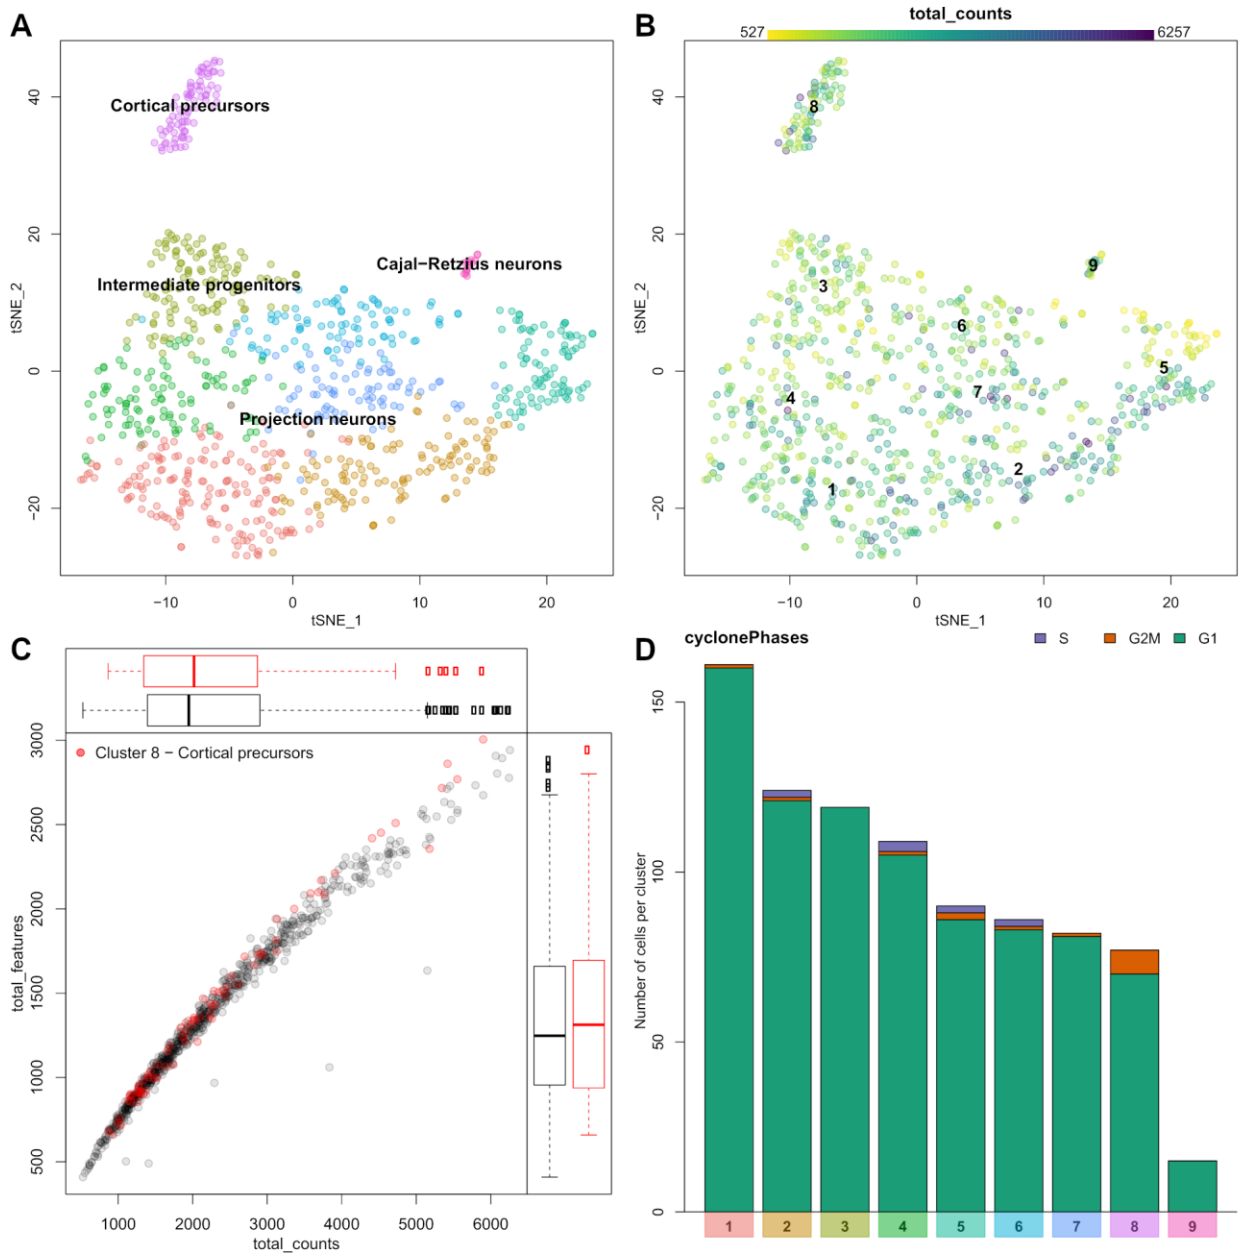 A
Cortical precursors
Cajal−Retzius neurons
Intermediate progenitors
Projection neurons
40
20
0
−20
tSNE_2
−10
0
10
20
tSNE_1
B
total_counts
527
6257
8
9
3
6
5
7
4
2
1
40
20
0
−20
tSNE_2
−10
0
10
20
tSNE_1
C
Cluster 8 − Cortical precursors
3000
2500
2000
1500
1000
500
total_features
1000
2000
3000
4000
5000
6000
total_counts
D
cyclonePhases
S
G2M
G1
150
100
50
0
Number of cells per cluster
1
2
3
4
5
6
7
8
9